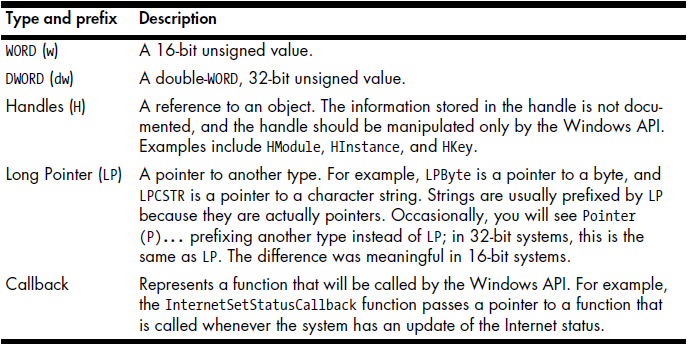 Type and prefix Description
WORD (w) A 16-bit unsigned value.
DWORD (dw) A double-WORD, 32-bit unsigned value.
Handles (H) A reference to an object. The information stored in the handle is not docu-
mented, and the handle should be manipulated only by the Windows API.
Examples include HModule, HInstance, and HKey.
Long Pointer (LP) A pointer to another type. For example, LPByte is a pointer to a byte, and
LPCSTR is a pointer to a character string. Strings are usually prefixed by LP
because they are actually pointers. Occasionally, you will see Pointer
(P)... prefixing another type instead of LP; in 32-bit systems, this is the
same as LP. The difference was meaningful in 16-bit systems.
Callback Represents a function that will be called by the Windows API. For example,
the InternetSetStatusCallback function passes a pointer to a function that
is called whenever the system has an update of the Internet status.